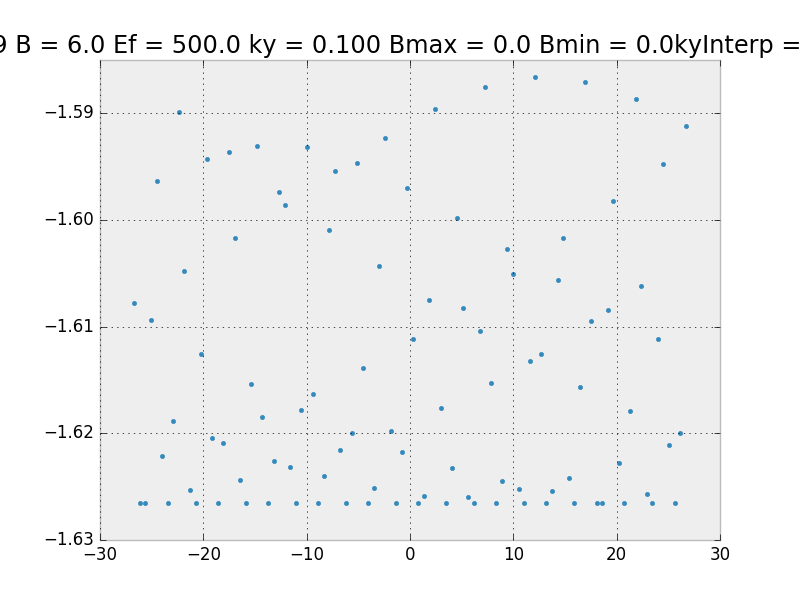 9 B = 6.0 Ef = 500.0 ky = 0.100 Bmax = 0.0 Bmin = 0.0kyInterp =
−1.59
−1.60
−1.61
−1.62
−1.63
−30 −20 −10 0 10 20 30